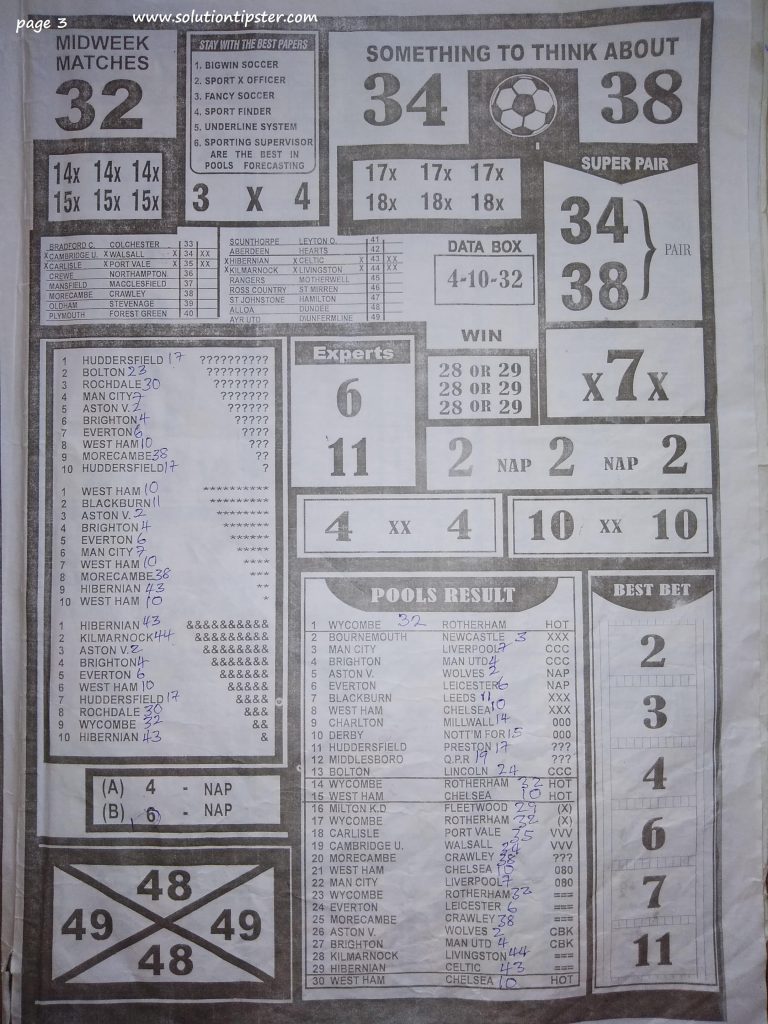 page 3
www.solutiontipster.com
MIDWEEK
MATCHES
32
STAY WITH THE BEST PAPERS
1. BIGWIN SOCCER
2. SPORT X OFFICER
3. FANCY SOCCER
4. SPORT FINDER
5. UNDERLINE SYSTEM
6. SPORTING SUPERVISOR
ARE THE BEST IN
POOLS FORECASTING
3 X 4
SOMETHING TO THINK ABOUT
34 38
14x 14x 14x
15x 15x 15x
17x 17x 17x
18x 18x 18x
SUPER PAIR
34
38
PAIR
BRADFORD C. COLCHESTER 33
X CAMBRIDGE U. X WALSALL X 34 XX
X CARLISLE X PORT VALE X 35 XX
CREWE NORTHAMPTON 36
MANSFIELD MACCLESFIELD 37
MORECAMBE CRAWLEY 38
OLDHAM STEVENAGE 39
PLYMOUTH FOREST GREEN 40
SCUNTHORPE LEYTON O. 41
ABERDEEN HEARTS 42
X HIBERNIAN X CELTIC X 43 XX
X KILMARNOCK X LIVINGSTON X 44 XX
RANGERS MOTHERWELL 45
ROSS COUNTRY ST MIRREN 46
ST JOHNSTONE HAMILTON 47
ALLOA DUNDEE 48
AYR UTD DUNFERMLINE 49
DATA BOX
4-10-32
WIN
28 OR 29
28 OR 29
28 OR 29
X 7 X
1 HUDDERSFIELD 17 ??????????
2 BOLTON 23 ?????????
3 ROCHDALE 30 ????????
4 MAN CITY 7 ???????
5 ASTON V. 2 ??????
6 BRIGHTON 4 ?????
7 EVERTON 6 ????
8 WEST HAM 10 ???
9 MORECAMBE 38 ??
10 HUDDERSFIELD 17 ?
1 WEST HAM 10 **********
2 BLACKBURN 11 *********
3 ASTON V. 2 ********
4 BRIGHTON 4 *******
5 EVERTON 6 ******
6 MAN CITY 7 *****
7 WEST HAM 10 ****
8 MORECAMBE 38 ***
9 HIBERNIAN 43 **
10 WEST HAM 10 *
1 HIBERNIAN 43 &&&&&&&&&&
2 KILMARNOCK 44 &&&&&&&&&
3 ASTON V. 2 &&&&&&&&
4 BRIGHTON 4 &&&&&&&
5 EVERTON 6 &&&&&&
6 WEST HAM 10 &&&&&
7 HUDDERSFIELD 17 &&&&
8 ROCHDALE 30 &&&
9 WYCOMBE 32 &&
10 HIBERNIAN 43 &
Experts
6
11
2 NAP 2 NAP 2
4 XX 4
10 XX 10
(A) 4 - NAP
(B) 6 - NAP
48
49 49
48
POOLS RESULT
1 WYCOMBE 32 ROTHERHAM HOT
2 BOURNEMOUTH NEWCASTLE 3 XXX
3 MAN CITY LIVERPOOL 7 CCC
4 BRIGHTON MAN UTD 4 CCC
5 ASTON V. WOLVES 2 NAP
6 EVERTON LEICESTER 6 NAP
7 BLACKBURN LEEDS 11 XXX
8 WEST HAM CHELSEA 10 XXX
9 CHARLTON MILLWALL 14 000
10 DERBY NOTT'M FOR 15 000
11 HUDDERSFIELD PRESTON 17 ???
12 MIDDLESBORO Q.P.R 19 ???
13 BOLTON LINCOLN 24 CCC
14 WYCOMBE ROTHERHAM 32 HOT
15 WEST HAM CHELSEA 10 HOT
16 MILTON K.D FLEETWOOD 29 (X)
17 WYCOMBE ROTHERHAM 32 (X)
18 CARLISLE PORT VALE 35 VVV
19 CAMBRIDGE U. WALSALL 34 VVV
20 MORECAMBE CRAWLEY 38 ???
21 WEST HAM CHELSEA 10 080
22 MAN CITY LIVERPOOL 7 080
23 WYCOMBE ROTHERHAM 32 ===
24 EVERTON LEICESTER 6 ===
25 MORECAMBE CRAWLEY 38 ===
26 ASTON V. WOLVES 2 CBK
27 BRIGHTON MAN UTD 4 CBK
28 KILMARNOCK LIVINGSTON 44 ===
29 HIBERNIAN CELTIC 43 ===
30 WEST HAM CHELSEA 10 HOT
BEST BET
2
3
4
6
7
11